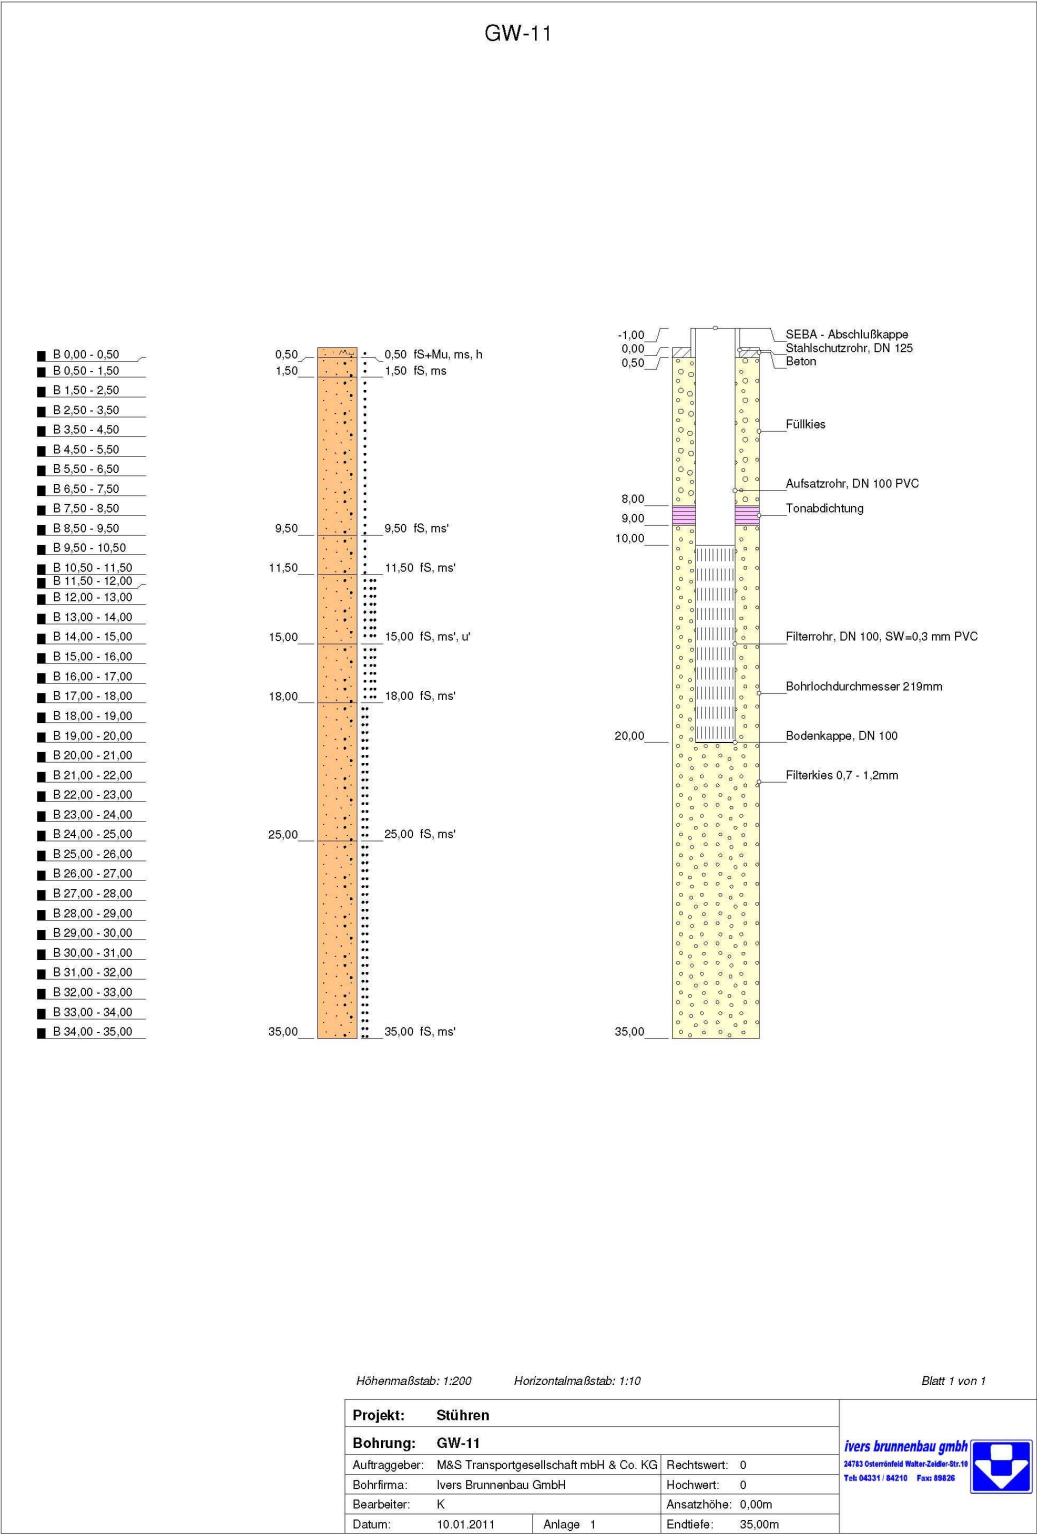 GW-11
B 0,00 - 0,50
B 0,50 - 1,50
B 1,50 - 2,50
B 2,50 - 3,50
B 3,50 - 4,50
B 4,50 - 5,50
B 5,50 - 6,50
B 6,50 - 7,50
B 7,50 - 8,50
B 8,50 - 9,50
B 9,50 - 10,50
B 10,50 - 11,50
B 11,50 - 12,00
B 12,00 - 13,00
B 13,00 - 14,00
B 14,00 - 15,00
B 15,00 - 16,00
B 16,00 - 17,00
B 17,00 - 18,00
B 18,00 - 19,00
B 19,00 - 20,00
B 20,00 - 21,00
B 21,00 - 22,00
B 22,00 - 23,00
B 23,00 - 24,00
B 24,00 - 25,00
B 25,00 - 26,00
B 26,00 - 27,00
B 27,00 - 28,00
B 28,00 - 29,00
B 29,00 - 30,00
B 30,00 - 31,00
B 31,00 - 32,00
B 32,00 - 33,00
B 33,00 - 34,00
B 34,00 - 35,00
0,50 0,50 fS+Mu, ms, h
1,50 1,50 fS, ms
9,50 9,50 fS, ms'
11,50 11,50 fS, ms'
15,00 15,00 fS, ms', u'
18,00 18,00 fS, ms'
25,00 25,00 fS, ms'
35,00 35,00 fS, ms'
-1,00
0,00
0,50
8,00
9,00
10,00
20,00
35,00
SEBA - Abschlußkappe
Stahlschutzrohr, DN 125
Beton
Füllkies
Aufsatzrohr, DN 100 PVC
Tonabdichtung
Filterrohr, DN 100, SW=0,3 mm PVC
Bohrlochdurchmesser 219mm
Bodenkappe, DN 100
Filterkies 0,7 - 1,2mm
Höhenmaßstab: 1:200 Horizontalmaßstab: 1:10 Blatt 1 von 1
Projekt: Stühren
Bohrung: GW-11
Auftraggeber: M&S Transportgesellschaft mbH & Co. KG Rechtswert: 0
Bohrfirma: Ivers Brunnenbau GmbH Hochwert: 0
Bearbeiter: K Ansatzhöhe: 0,00m
Datum: 10.01.2011 Anlage 1 Endtiefe: 35,00m
ivers brunnenbau gmbh
24783 Osterrönfeld Walter-Zeidler-Str.10
Tel: 04331 / 84210 Fax: 89826